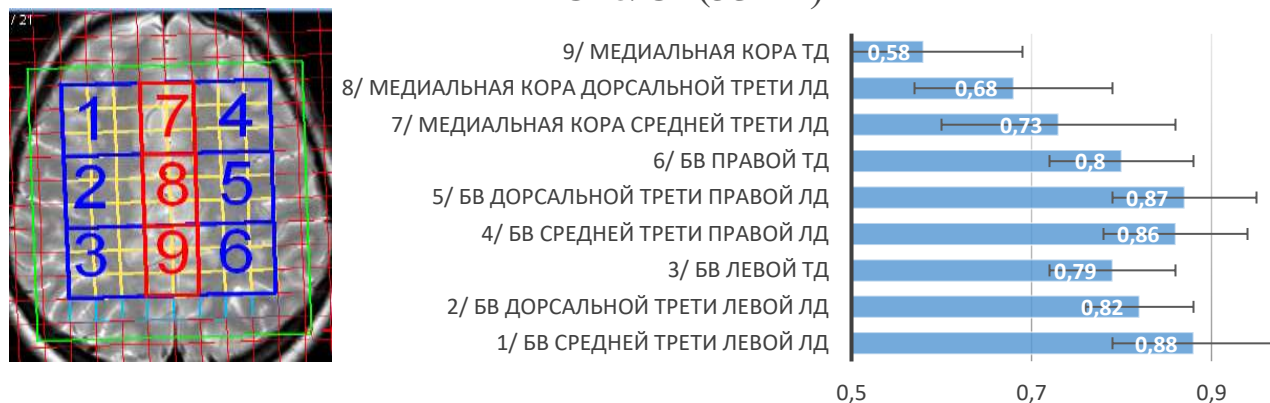 / 21
1 7 4
2 8 5
3 9 6
9/ МЕДИАЛЬНАЯ КОРА ТД
0,58
8/ МЕДИАЛЬНАЯ КОРА ДОРСАЛЬНОЙ ТРЕТИ ЛД
0,68
7/ МЕДИАЛЬНАЯ КОРА СРЕДНЕЙ ТРЕТИ ЛД
0,73
6/ БВ ПРАВОЙ ТД
0,8
5/ БВ ДОРСАЛЬНОЙ ТРЕТИ ПРАВОЙ ЛД
0,87
4/ БВ СРЕДНЕЙ ТРЕТИ ПРАВОЙ ЛД
0,86
3/ БВ ЛЕВОЙ ТД
0,79
2/ БВ ДОРСАЛЬНОЙ ТРЕТИ ЛЕВОЙ ЛД
0,82
1/ БВ СРЕДНЕЙ ТРЕТИ ЛЕВОЙ ЛД
0,88
0,5 0,7 0,9